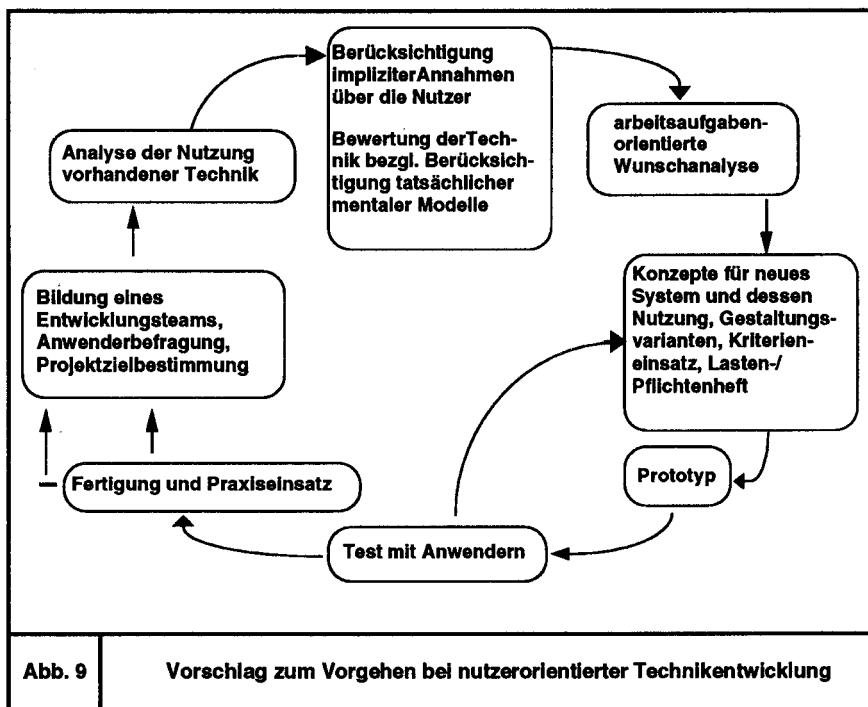 Berücksichtigung
impliziterAnnahmen
über die Nutzer
Bewertung derTech-
nik bezgl. Berücksich-
tigung tatsächlicher
mentaler Modelle
arbeitsaufgaben-
orientierte
Wunschanalyse
Konzepte für neues
System und dessen
Nutzung, Gestaltungs-
varianten, Kriterien-
einsatz, Lasten-/
Pflichtenheft
Prototyp
Test mit Anwendern
Fertigung und Praxiseinsatz
Bildung eines
Entwicklungsteams,
Anwenderbefragung,
Projektzielbestimmung
Analyse der Nutzung
vorhandener Technik
Abb. 9
Vorschlag zum Vorgehen bei nutzerorientierter Technikentwicklung